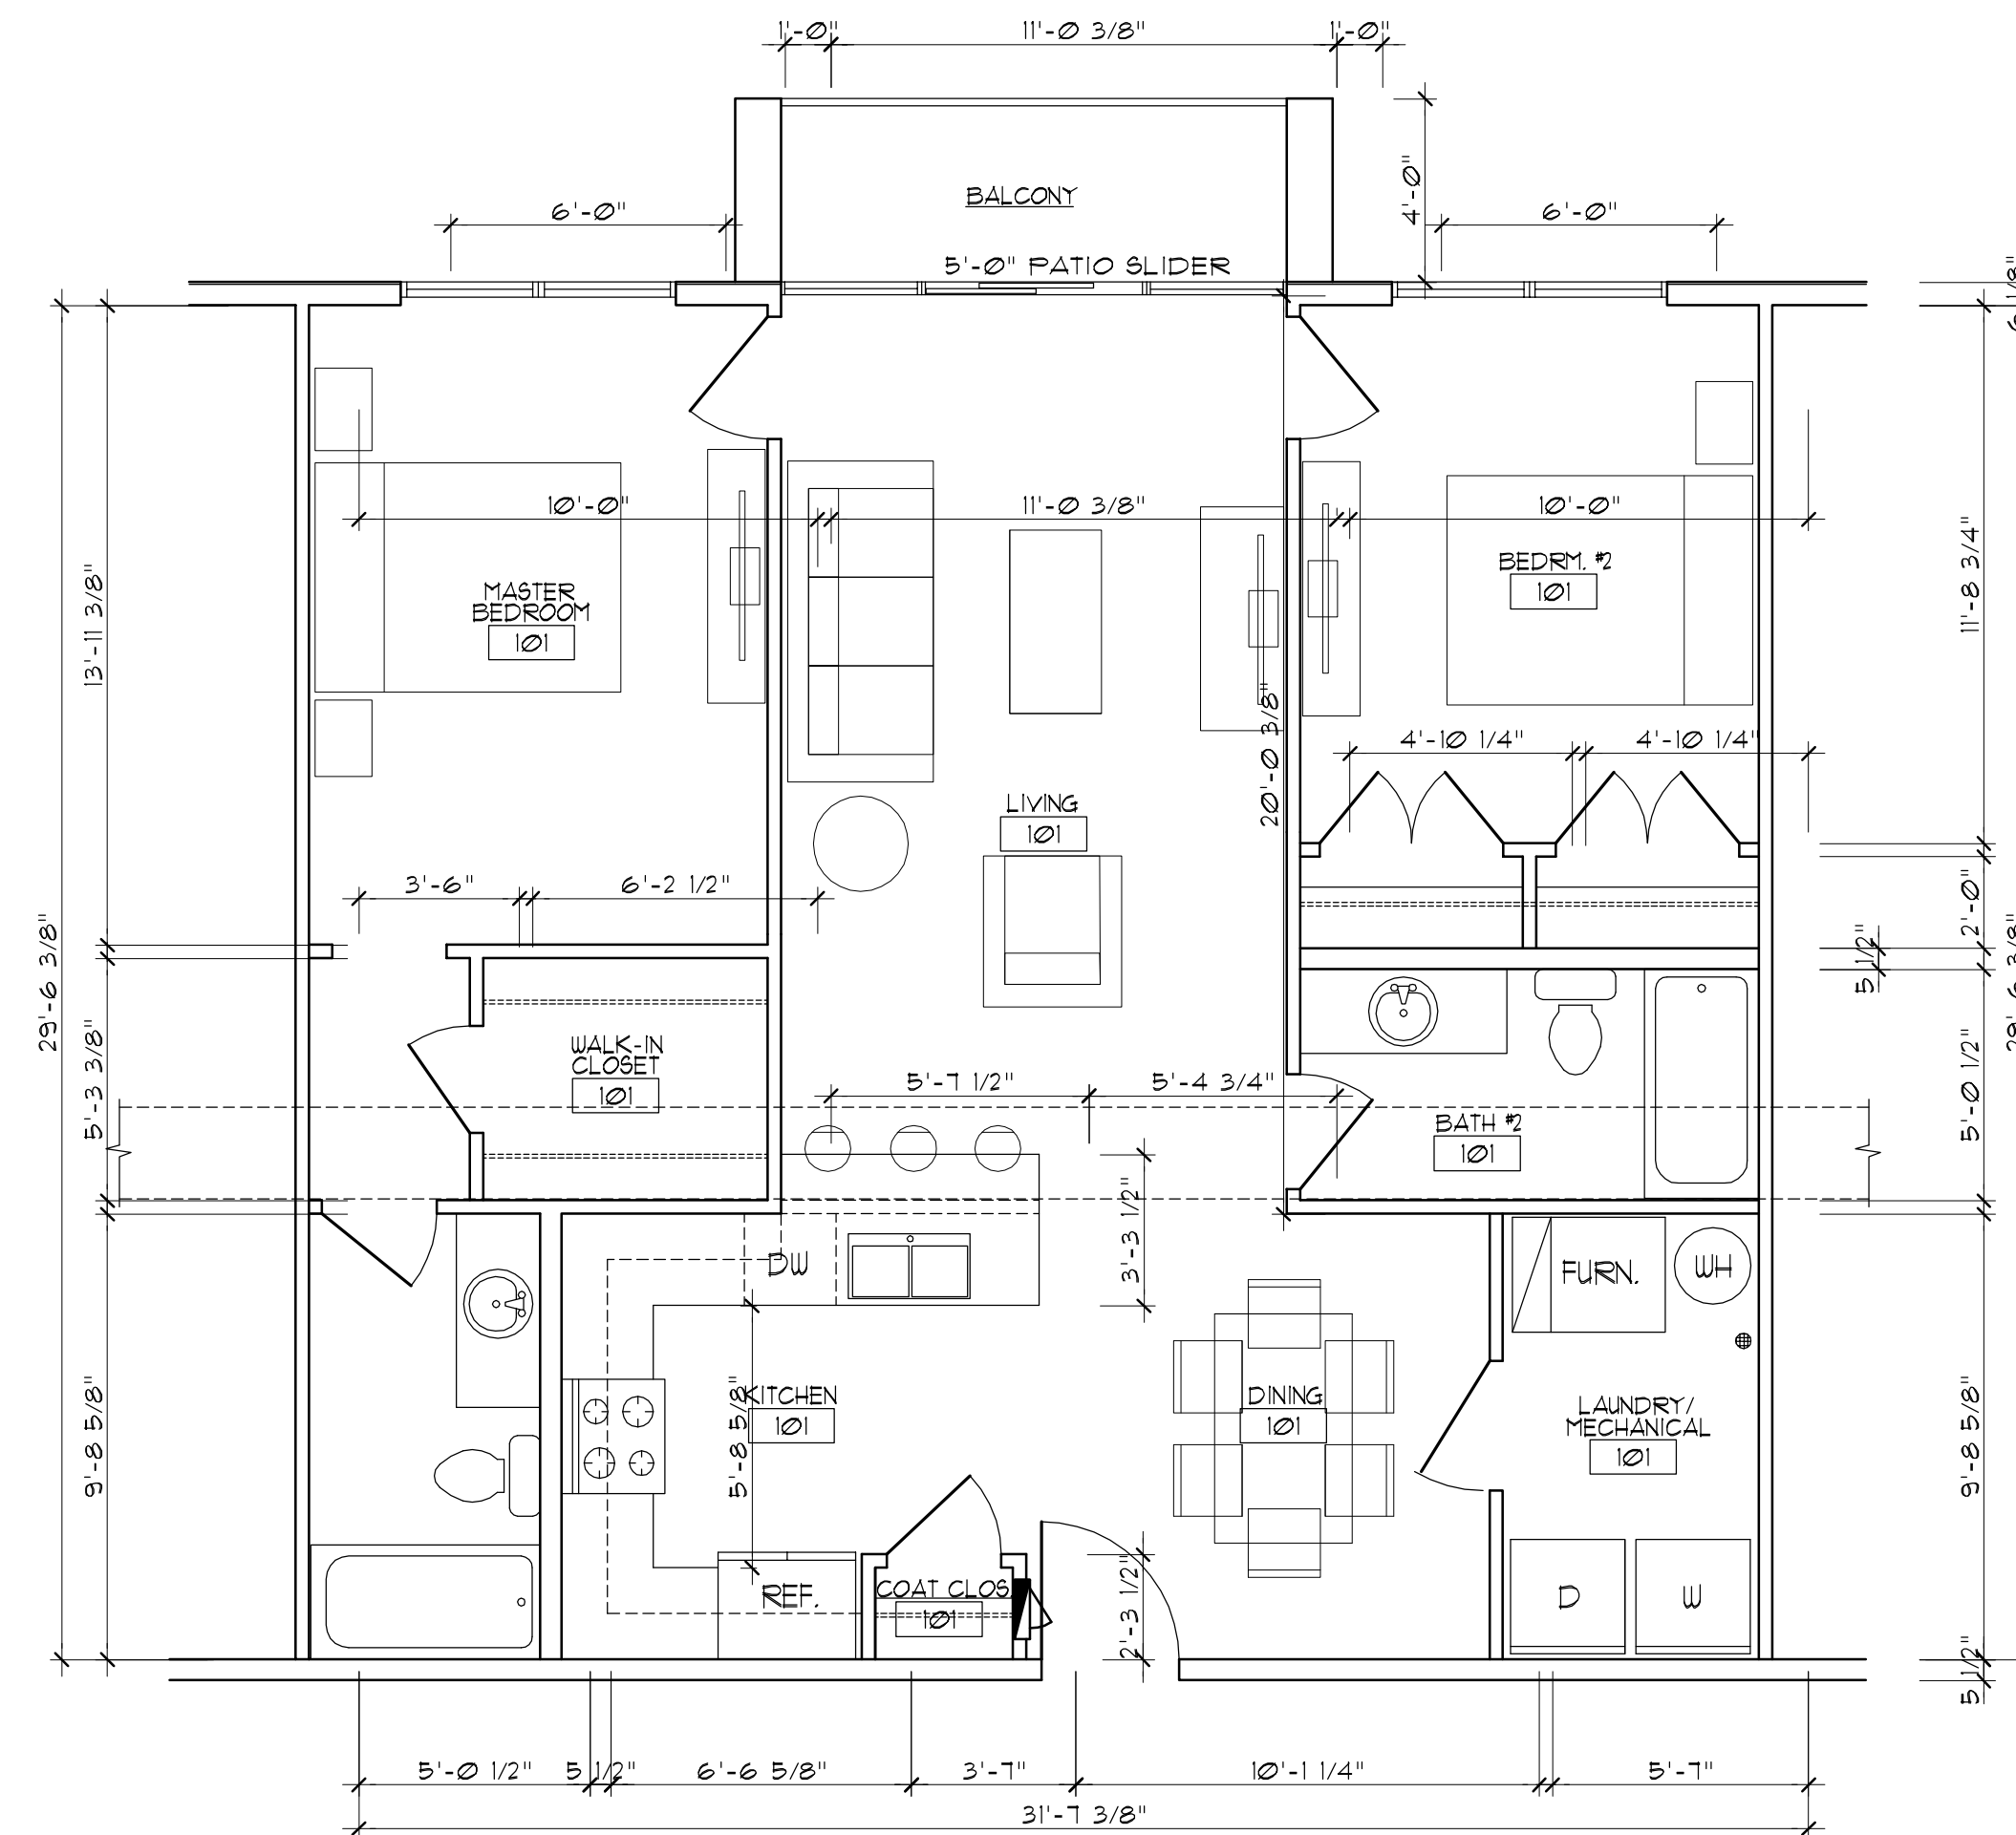 1'-0"
11'-0 3/8"
1'-0"
4'-0"
BALCONY
6'-0"
6'-0"
5'-0" PATIO SLIDER
10'-0"
11'-0 3/8"
10'-0"
MASTER
BEDROOM
101
BEDRM. #2
101
13'-11 3/8"
11'-8 3/4"
20'-0 3/8"
4'-10 1/4"
4'-10 1/4"
LIVING
101
3'-6"
6'-2 1/2"
2'-0"
5 1/2"
29'-6 3/8"
29'-6 3/8"
WALK-IN
CLOSET
101
5'-3 3/8"
5'-7 1/2"
5'-4 3/4"
BATH #2
101
5'-0 1/2"
3'-3 1/2"
DW
FURN.
WH
KITCHEN
101
5'-8 5/8"
DINING
101
LAUNDRY/
MECHANICAL
101
9'-8 5/8"
9'-8 5/8"
REF.
COAT CLOS.
101
2'-3 1/2"
D
W
5 1/2"
5'-0 1/2"
5 1/2"
6'-6 5/8"
3'-7"
10'-1 1/4"
5'-7"
31'-7 3/8"